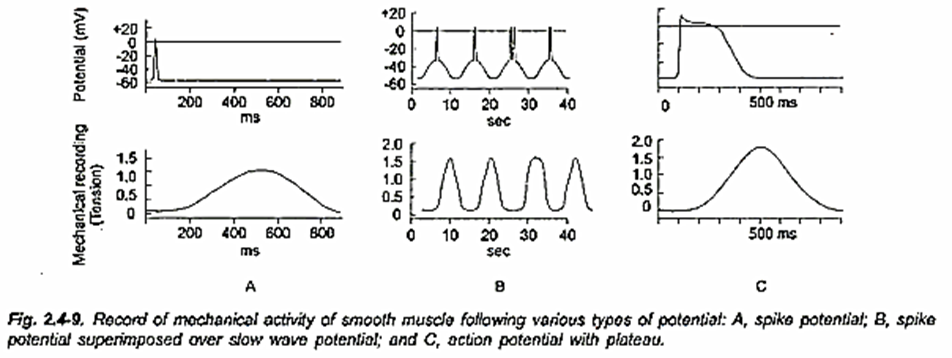 Potential (mV)
+20
0
-20
-40
-60
200 400 600 800
ms
+20
0
-20
-40
-60
0 10 20 30 40
sec
0 500 ms
Mechanical recording
(Tension)
1.5
1.0
0.5
0
200 400 600 800
ms
2.0
1.5
1.0
0.5
0
0 10 20 30 40
sec
2.0
1.5
1.0
0.5
0
500 ms
A B C
Fig. 2.4-9. Record of mechanical activity of smooth muscle following various types of potential: A, spike potential; B, spike
potential superimposed over slow wave potential; and C, action potential with plateau.